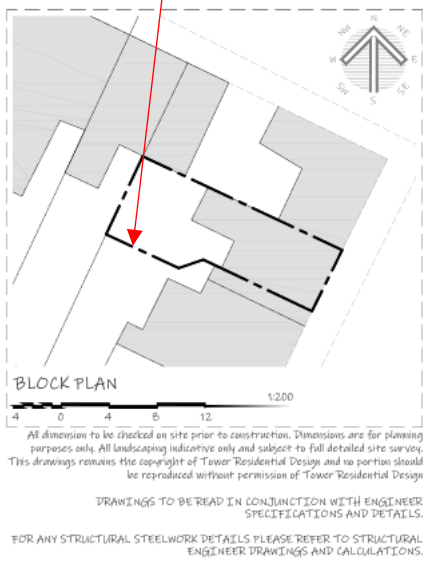 N
NW NE
W E
SW SE
S
BLOCK PLAN
1:200
4 0 4 8 12
All dimension to be checked on site prior to construction. Dimensions are for planning
purposes only. All landscaping indicative only and subject to full detailed site survey.
This drawings remains the copyright of Tower Residential Design and no portion should
be reproduced without permission of Tower Residential Design
DRAWINGS TO BE READ IN CONJUNCTION WITH ENGINEER
SPECIFICATIONS AND DETAILS.
FOR ANY STRUCTURAL STEELWORK DETAILS PLEASE REFER TO STRUCTURAL
ENGINEER DRAWINGS AND CALCULATIONS.